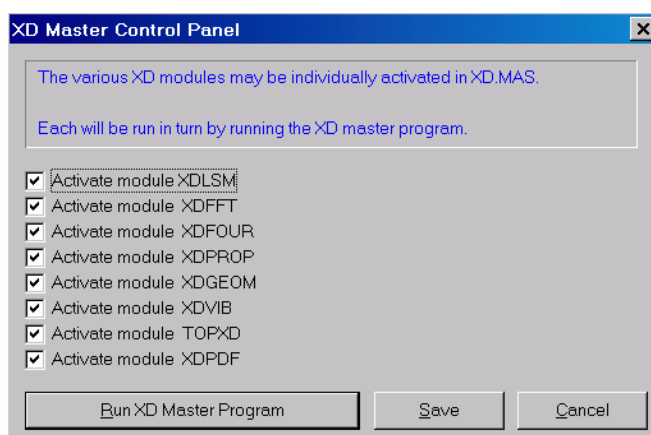 XD Master Control Panel
The various XD modules may be individually activated in XD.MAS.
Each will be run in turn by running the XD master program.
Activate module XDLSM
Activate module XDFFT
Activate module XDFOUR
Activate module XDPROP
Activate module XDGEOM
Activate module XDVIB
Activate module TOPXD
Activate module XDPDF
Run XD Master Program Save Cancel